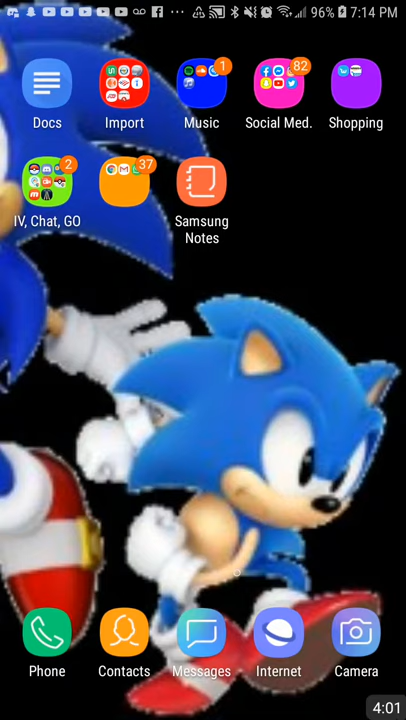 96% 7:14 PM
1
82
Docs
Import
Music
Social Med.
Shopping
2
37
IV, Chat, GO
Samsung
Notes
Phone
Contacts
Messages
Internet
Camera
4:01